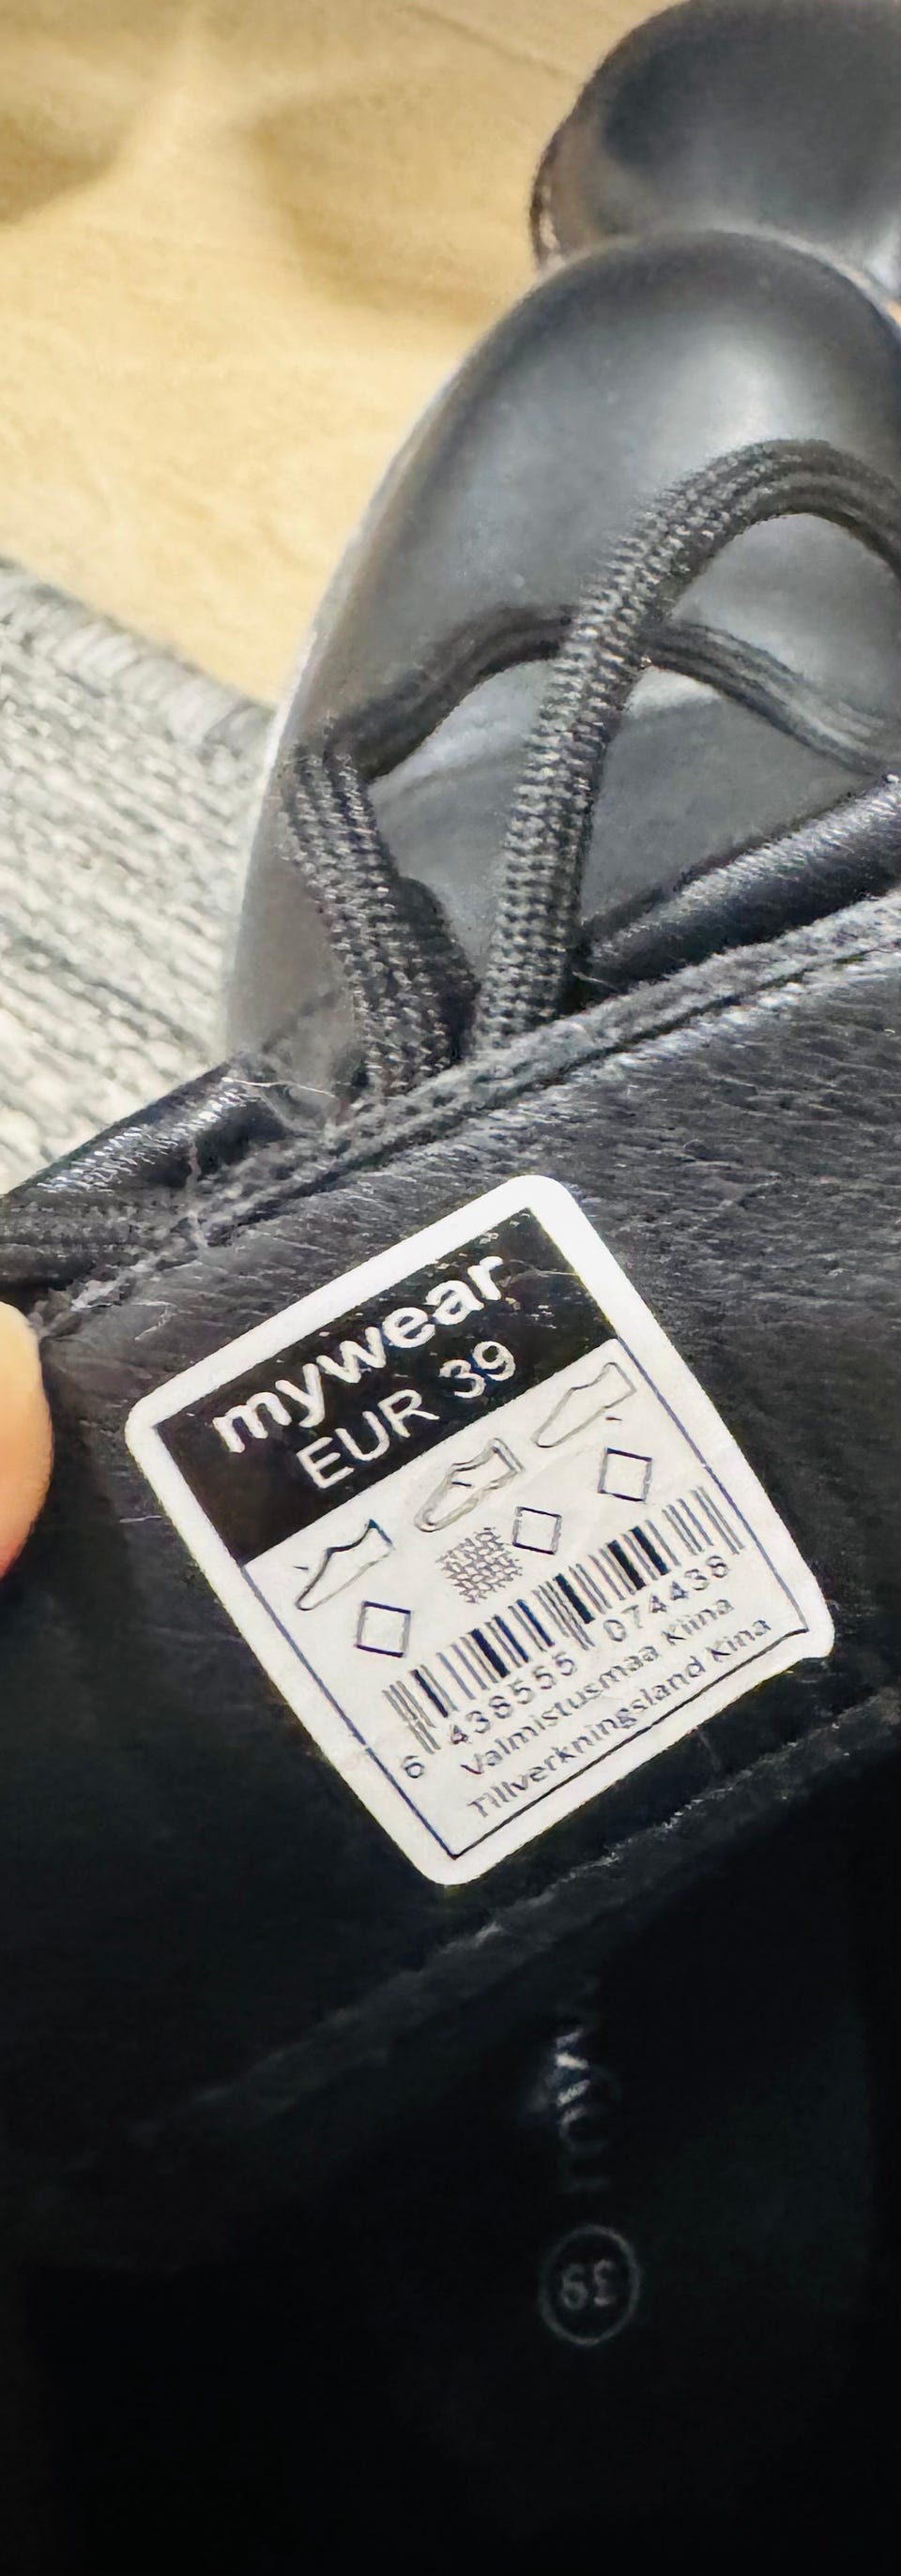 mywear
EUR 39
6 438555 074438
Valmistusmaa Kiina
Tillverkningsland Kina
39